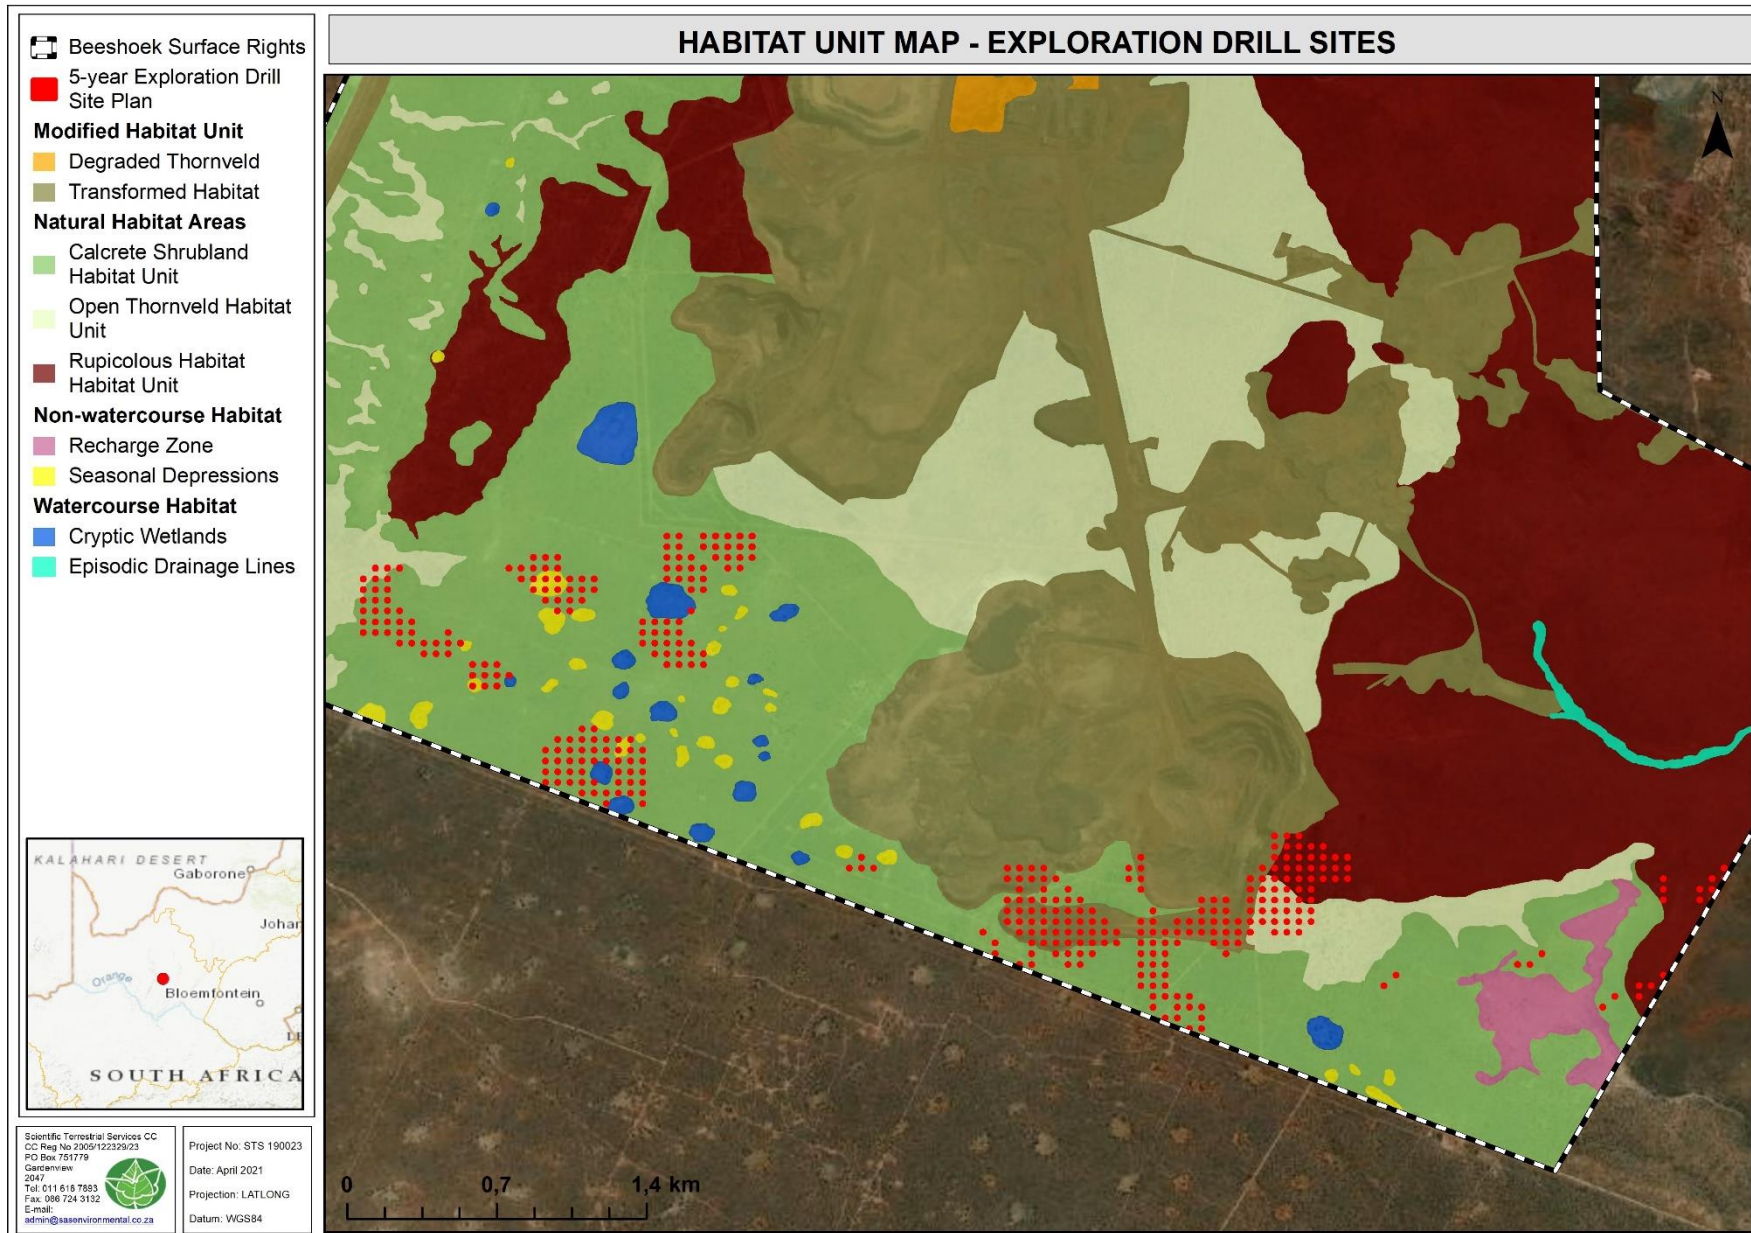 HABITAT UNIT MAP - EXPLORATION DRILL SITES
Beeshoek Surface Rights
5-year Exploration Drill
Site Plan
Modified Habitat Unit
Degraded Thornveld
Transformed Habitat
Natural Habitat Areas
Calcrete Shrubland
Habitat Unit
Open Thornveld Habitat
Unit
Rupicolous Habitat
Habitat Unit
Non-watercourse Habitat
Recharge Zone
Seasonal Depressions
Watercourse Habitat
Cryptic Wetlands
Episodic Drainage Lines
N
KALAHARI DESERT
Gaborone
Johar
Orange
Bloemfontein
LE
SOUTH AFRICA
Scientific Terrestrial Services CC
CC Reg No 2005/122329/23
PO Box 751779
Gardenview
2047
Tel: 011 616 7893
Fax: 086 724 3132
E-mail:
admin@sasenvironmental.co.za
Project No: STS 190023
Date: April 2021
Projection: LATLONG
Datum: WGS84
0 0,7 1,4 km